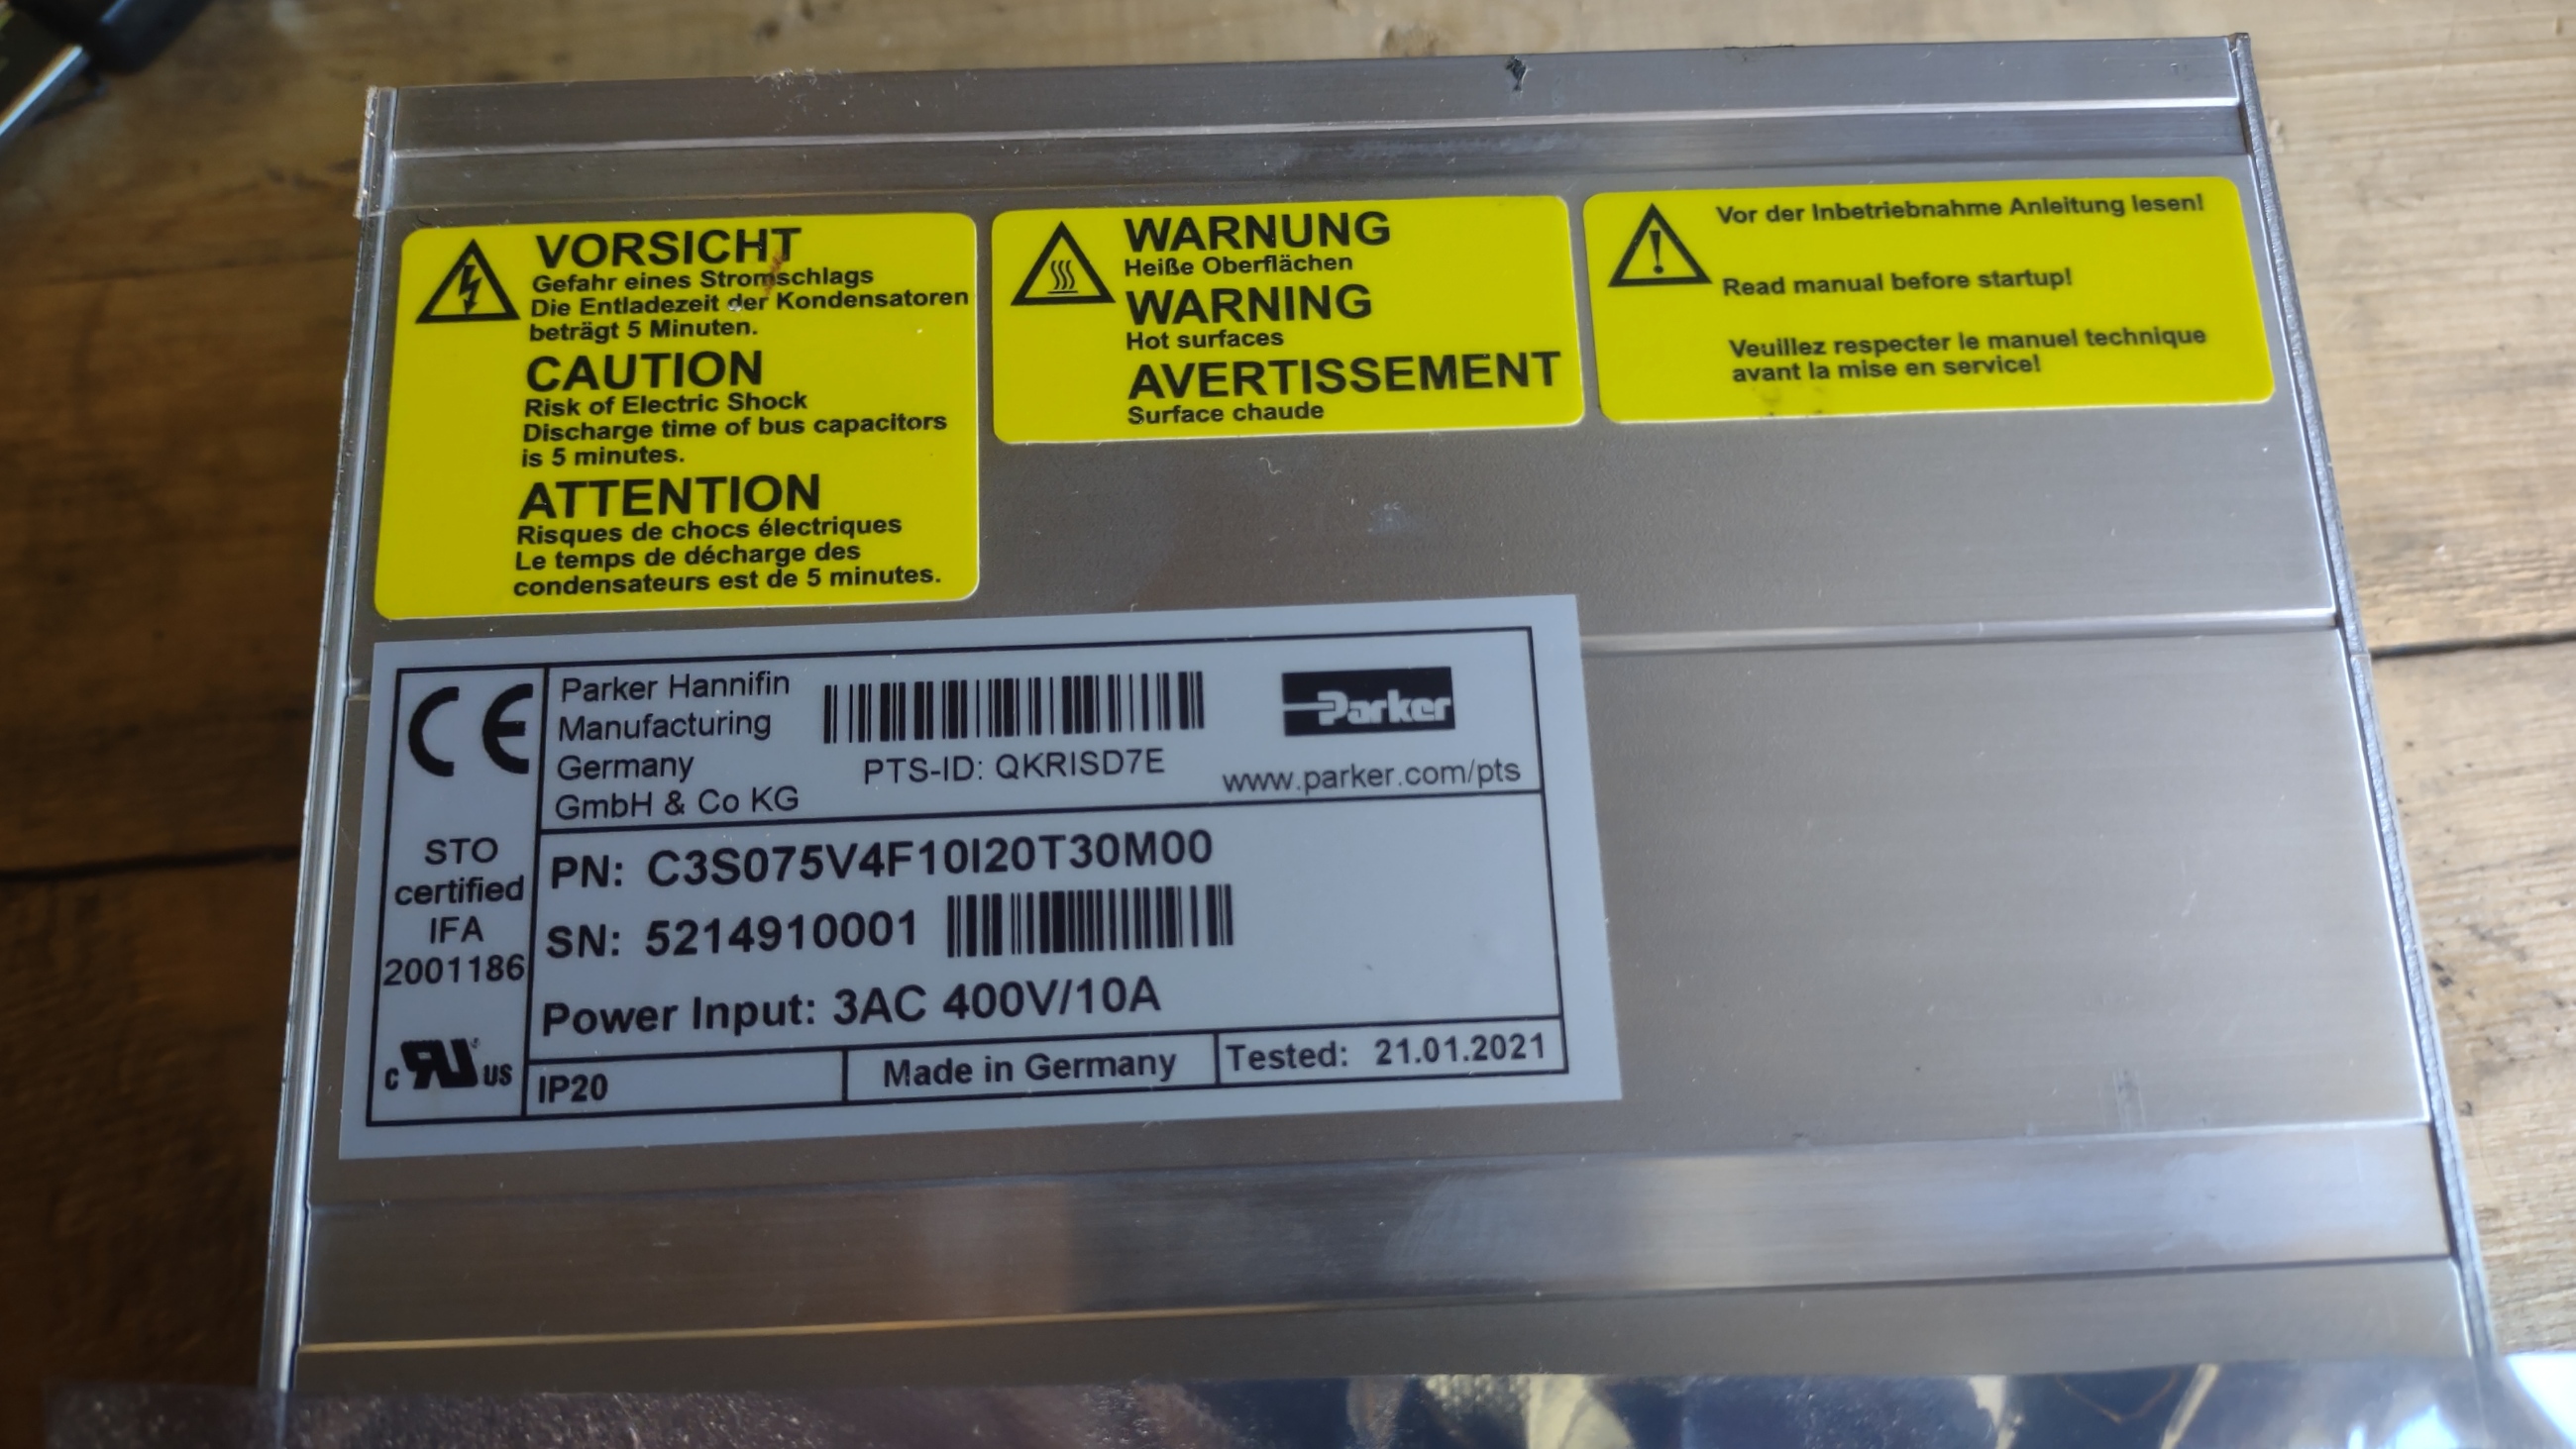 VORSICHT
Gefahr eines Stromschlags
Die Entladezeit der Kondensatoren
beträgt 5 Minuten.
CAUTION
Risk of Electric Shock
Discharge time of bus capacitors
is 5 minutes.
ATTENTION
Risques de chocs électriques
Le temps de décharge des
condensateurs est de 5 minutes.
WARNUNG
Heiße Oberflächen
WARNING
Hot surfaces
AVERTISSEMENT
Surface chaude
Vor der Inbetriebnahme Anleitung lesen!
Read manual before startup!
Veuillez respecter le manuel technique
avant la mise en service!
CE
STO
certified
IFA
2001186
c RU US
Parker Hannifin
Manufacturing
Germany
GmbH & Co KG
PTS-ID: QKRISD7E
Parker
www.parker.com/pts
PN: C3S075V4F10I20T30M00
SN: 5214910001
Power Input: 3AC 400V/10A
IP20
Made in Germany
Tested: 21.01.2021